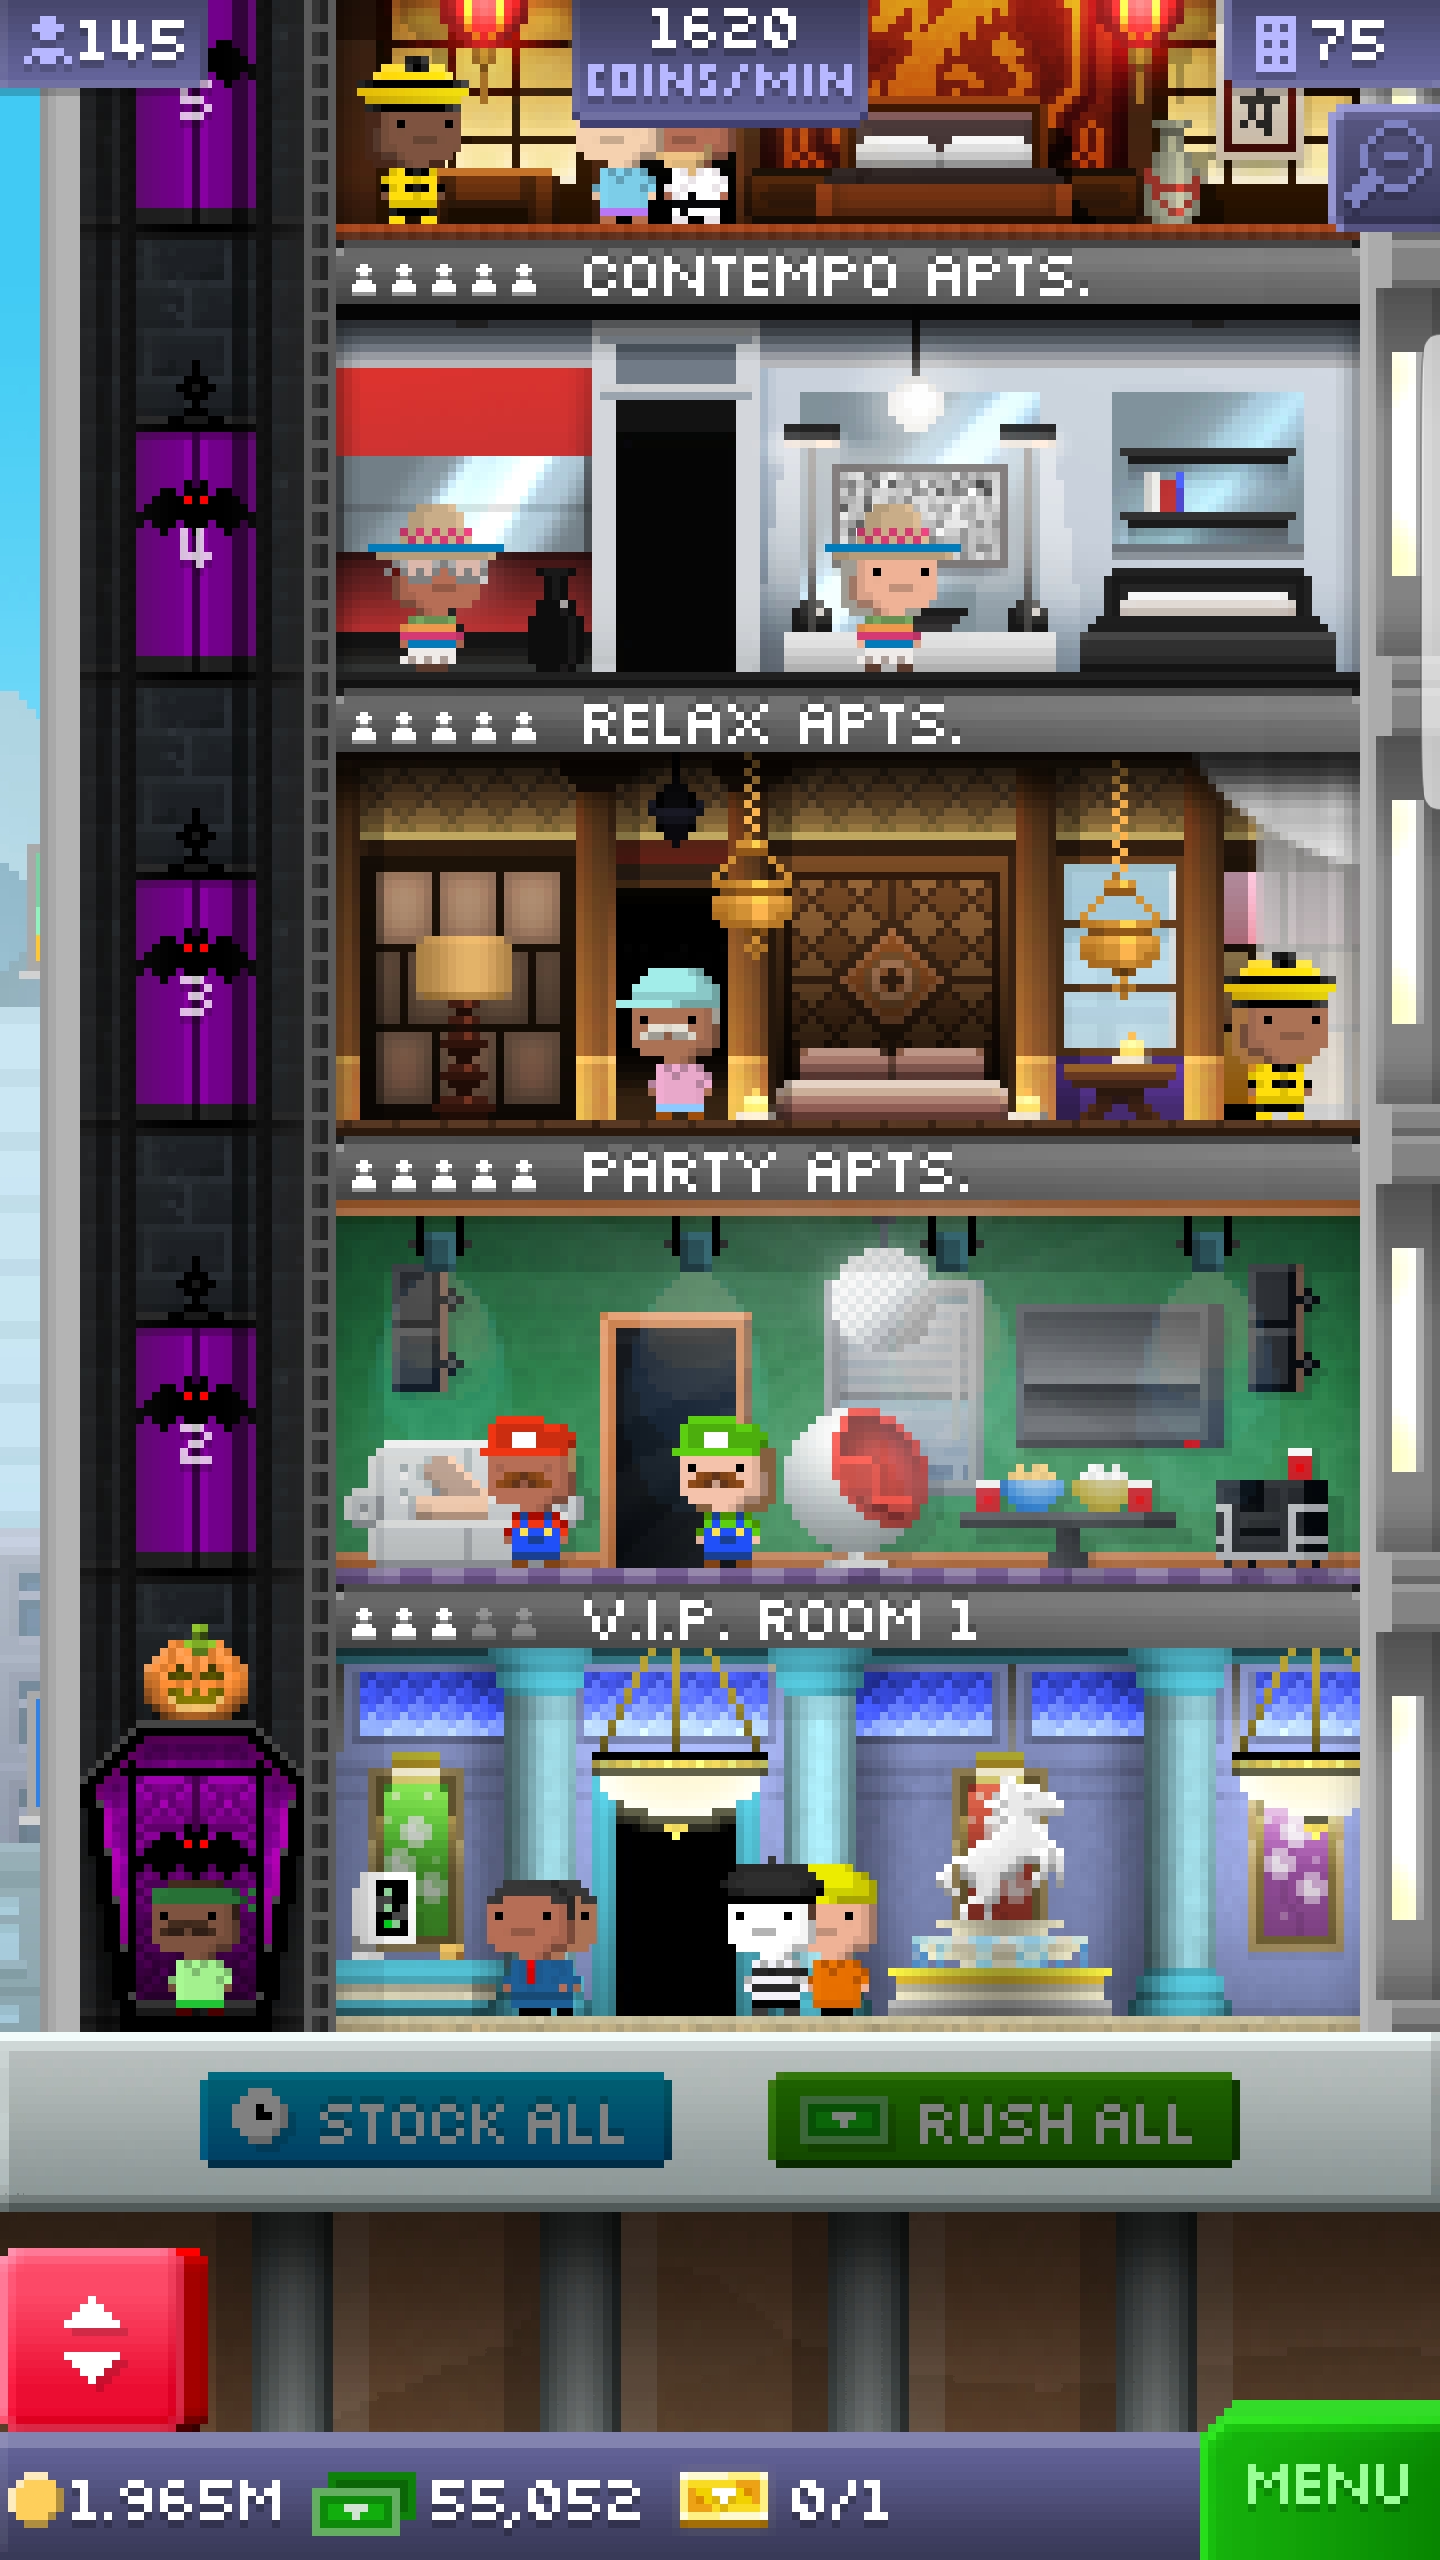 145
1620
COINS/MIN
75
5
CONTEMPO APTS.
4
RELAX APTS.
3
PARTY APTS.
2
V.I.P. ROOM 1
STOCK ALL
RUSH ALL
1.965M
55,052
0/1
MENU